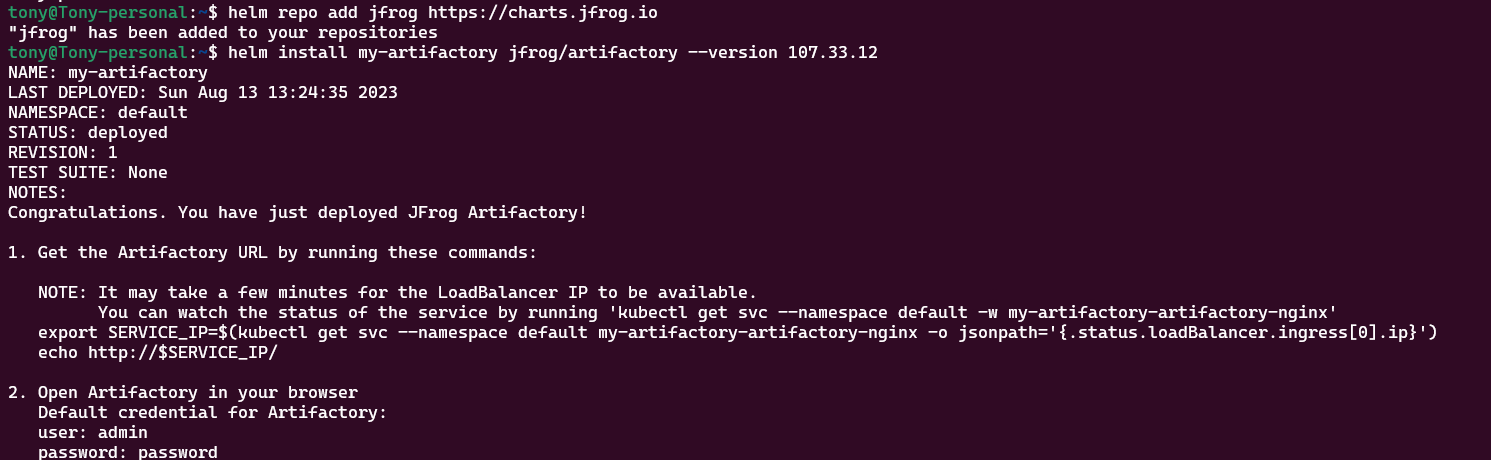 tony@Tony-personal:~$ helm repo add jfrog https://charts.jfrog.io
"jfrog" has been added to your repositories
tony@Tony-personal:~$ helm install my-artifactory jfrog/artifactory --version 107.33.12
NAME: my-artifactory
LAST DEPLOYED: Sun Aug 13 13:24:35 2023
NAMESPACE: default
STATUS: deployed
REVISION: 1
TEST SUITE: None
NOTES:
Congratulations. You have just deployed JFrog Artifactory!
1. Get the Artifactory URL by running these commands:
NOTE: It may take a few minutes for the LoadBalancer IP to be available.
You can watch the status of the service by running 'kubectl get svc --namespace default -w my-artifactory-artifactory-nginx'
export SERVICE_IP=$(kubectl get svc --namespace default my-artifactory-artifactory-nginx -o jsonpath='{.status.loadBalancer.ingress[0].ip}')
echo http://$SERVICE_IP/
2. Open Artifactory in your browser
Default credential for Artifactory:
user: admin
password: password